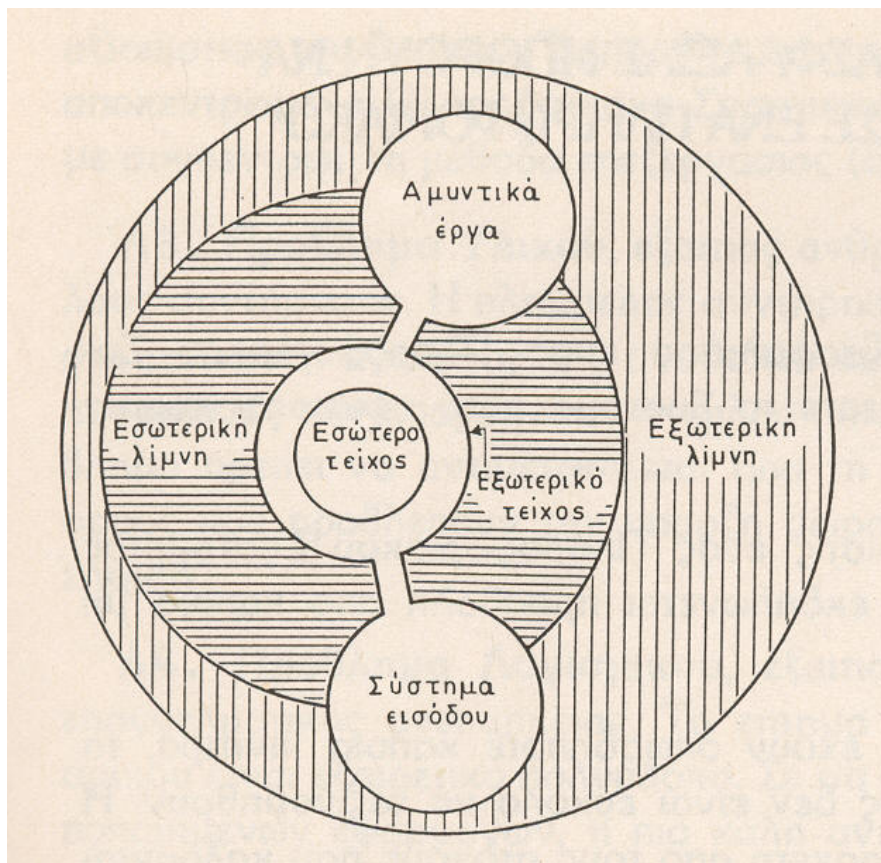 Αμυντικά
έργα
Εσωτερική
λίμνη
Εσώτερο
τείχος
Εξωτερικό
τείχος
Εξωτερική
λίμνη
Σύστημα
εισόδου